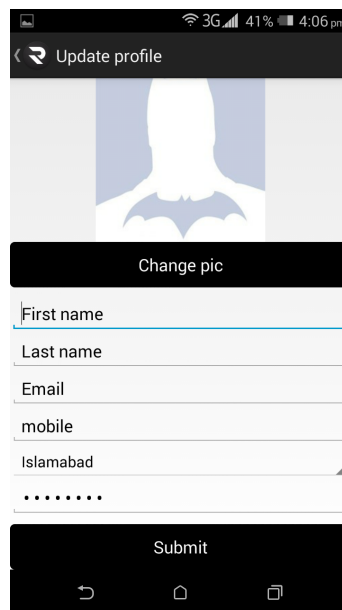 3G 41% 4:06 pm
Update profile
Change pic
First name
Last name
Email
mobile
Islamabad
••••••••
Submit